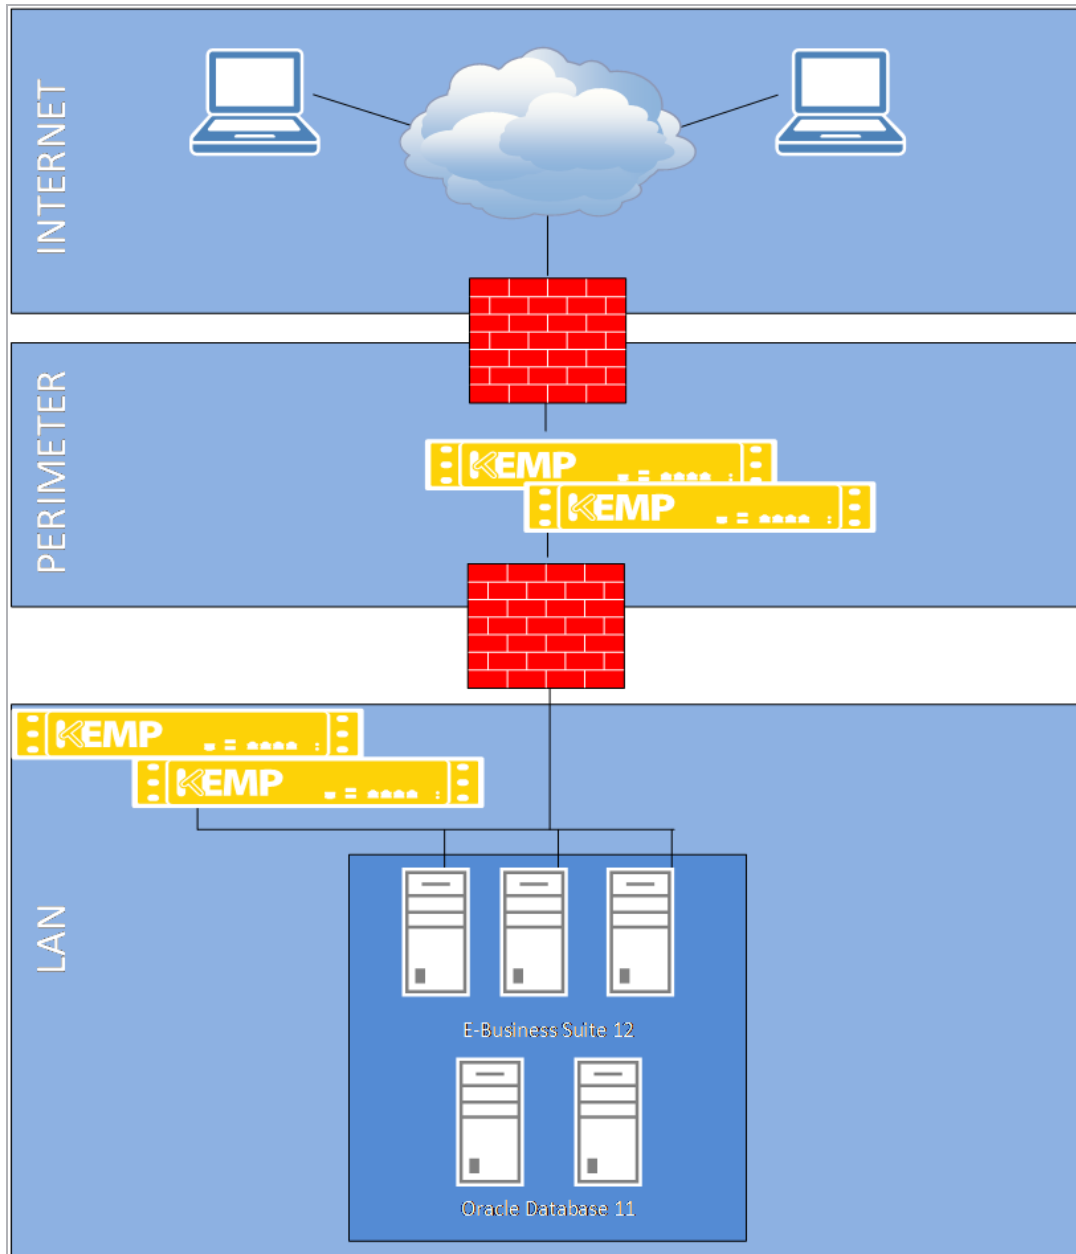 INTERNET
PERIMETER
KEMP
KEMP
LAN
KEMP
KEMP
E-Business Suite 12
Oracle Database 11